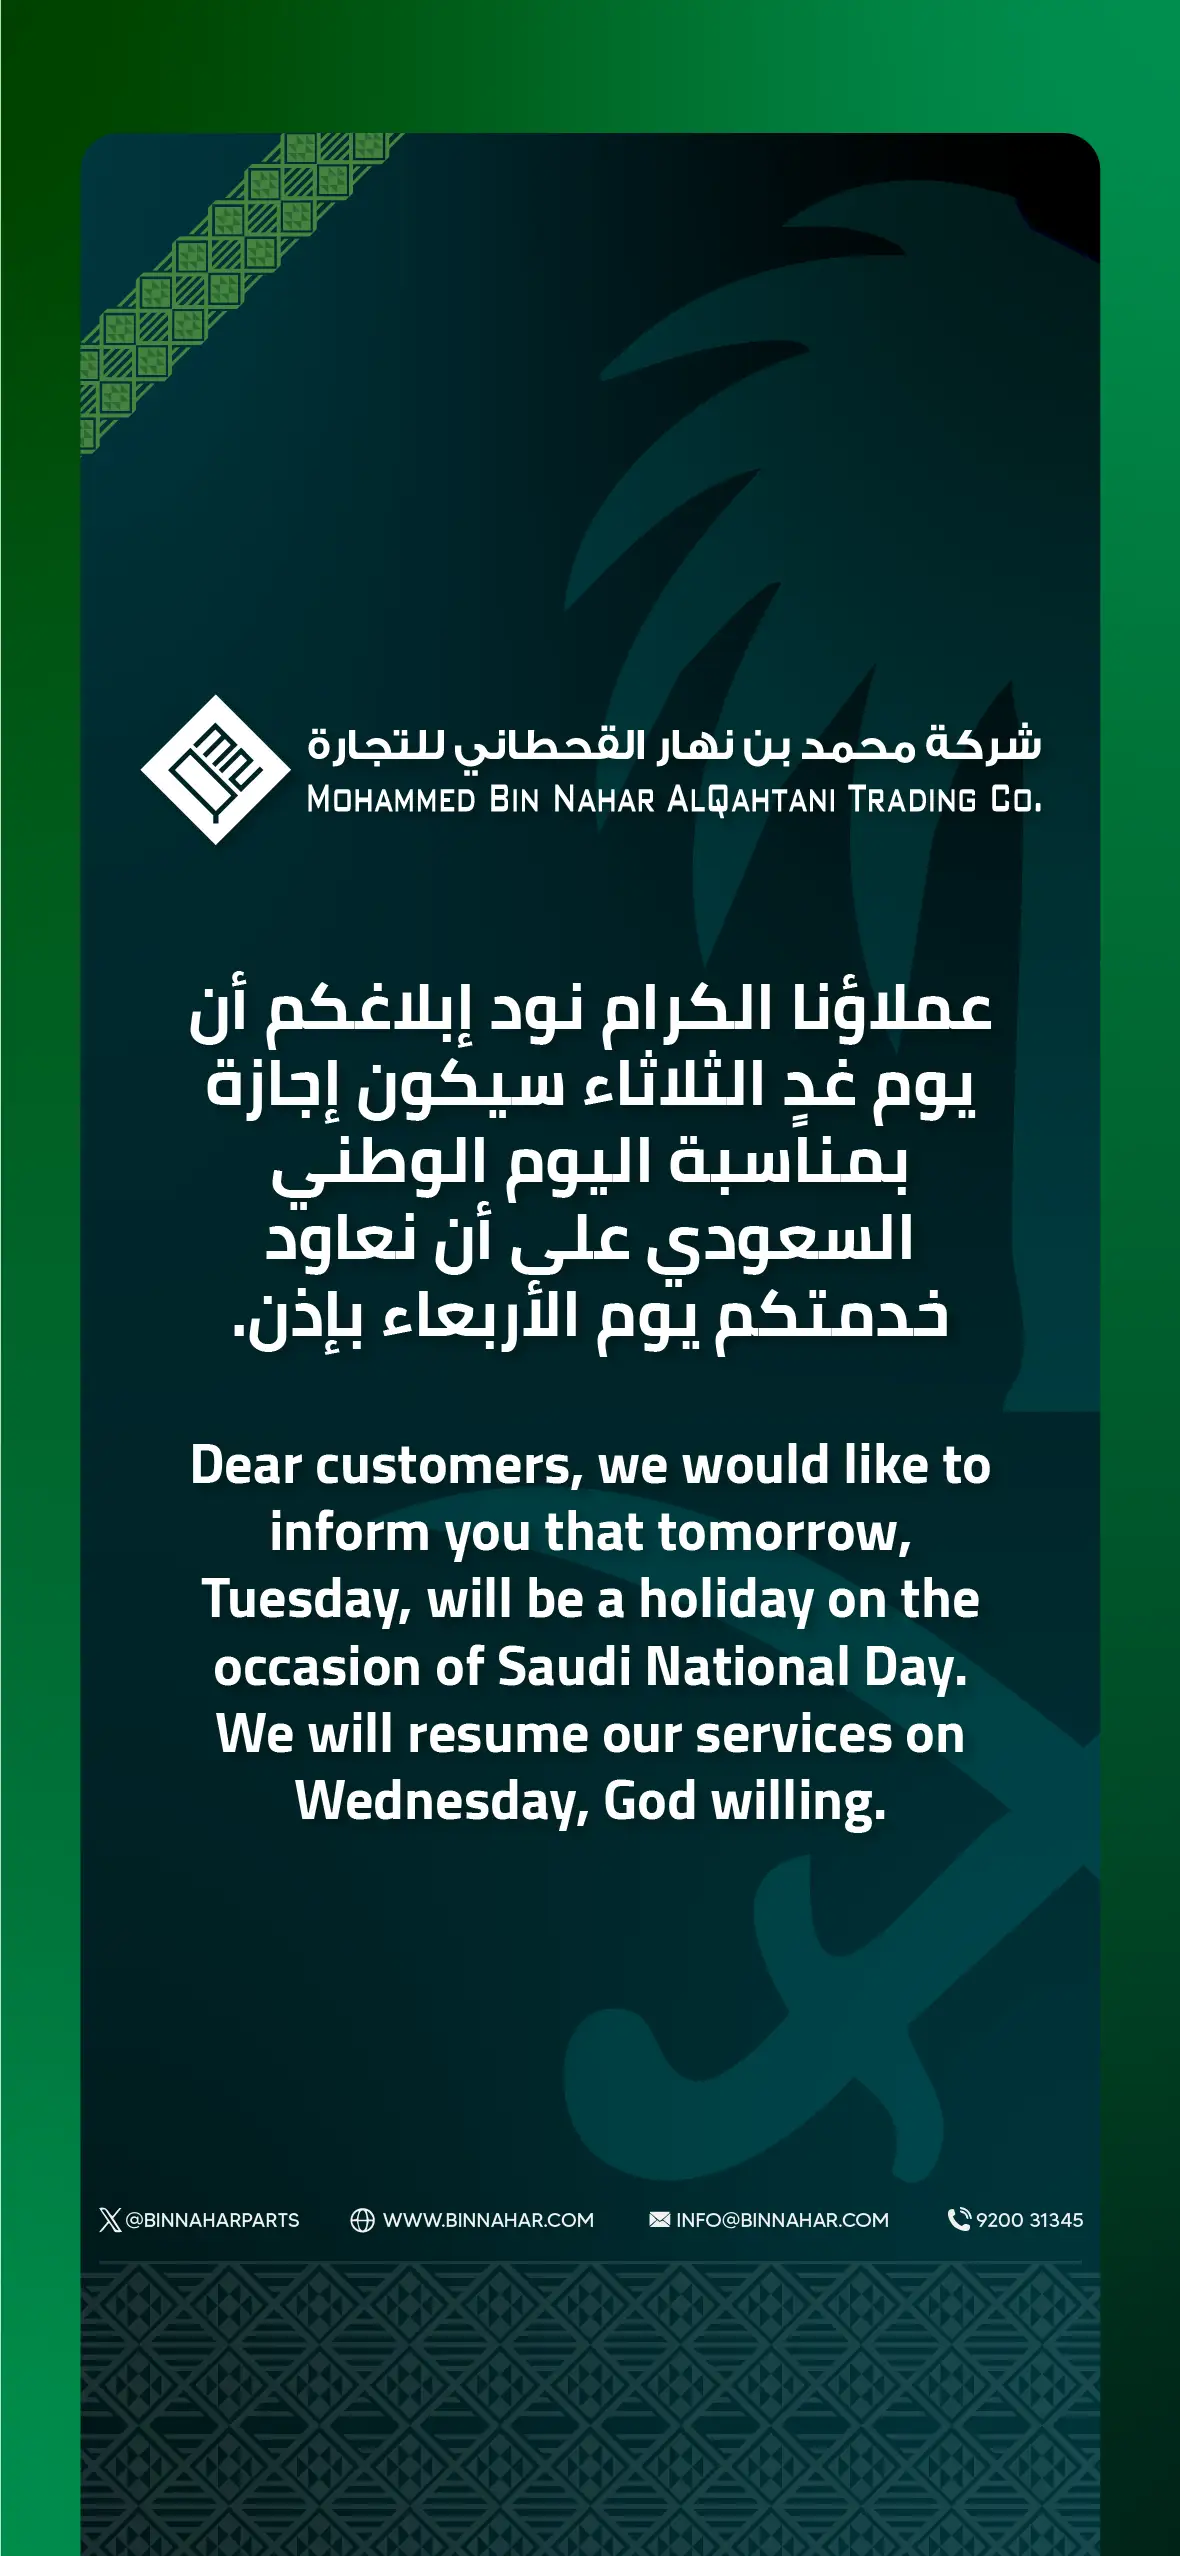 شركة محمد بن نهار القحطاني للتجارة
MOHAMMED BIN NAHAR ALQAHTANI TRADING CO.
عملاؤنا الكرام نود إبلاغكم أن
يوم غدٍ الثلاثاء سيكون إجازة
بمناسبة اليوم الوطني
السعودي على أن نعاود
خدمتكم يوم الأربعاء بإذن.
Dear customers, we would like to
inform you that tomorrow,
Tuesday, will be a holiday on the
occasion of Saudi National Day.
We will resume our services on
Wednesday, God willing.
@BINNAHARPARTS WWW.BINNAHAR.COM INFO@BINNAHAR.COM 9200 31345